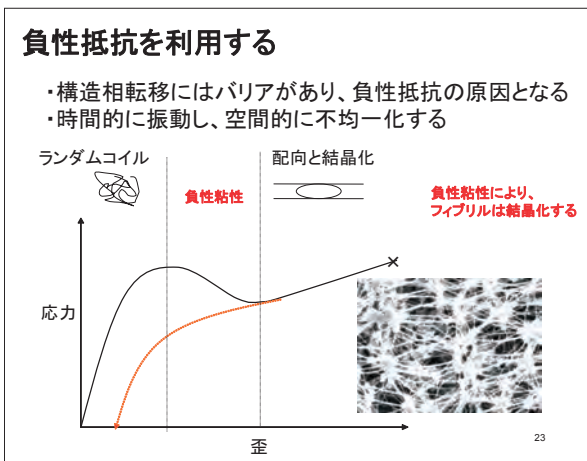 負性抵抗を利用する
・構造相転移にはバリアがあり、負性抵抗の原因となる
・時間的に振動し、空間的に不均一化する
ランダムコイル
配向と結晶化
負性粘性
負性粘性により、
フィブリルは結晶化する
応力
歪
23